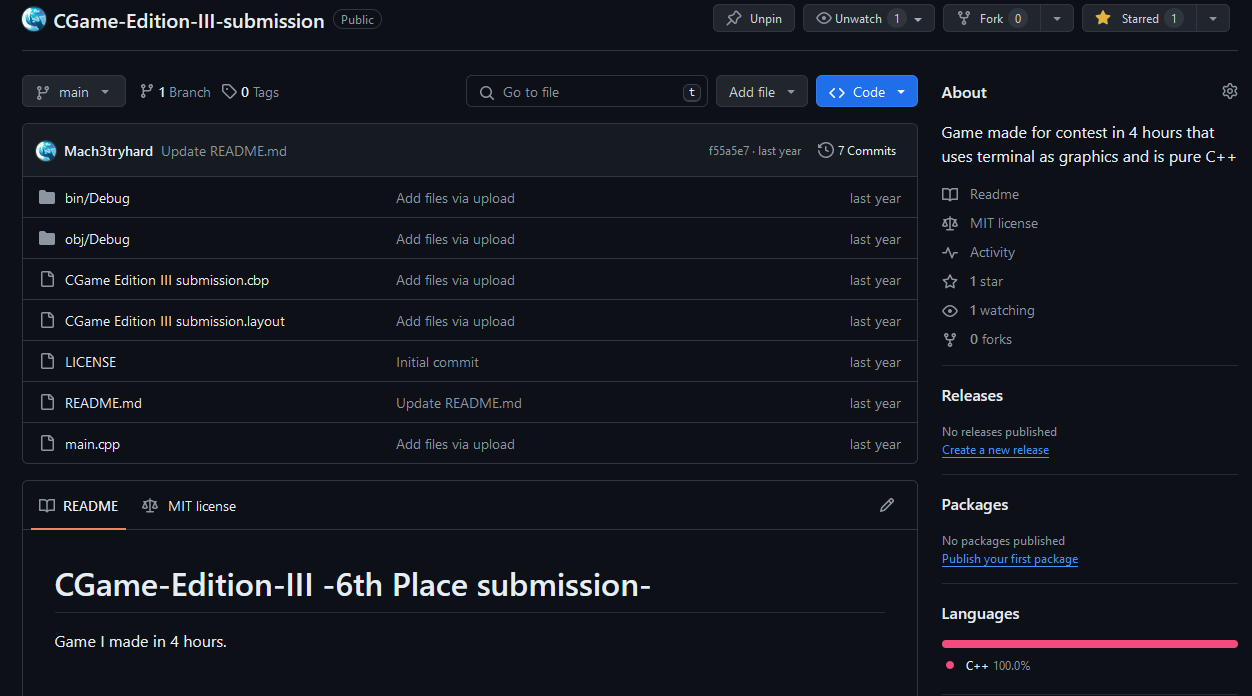 CGame-Edition-III-submission Public
Unpin
Unwatch 1
Fork 0
Starred 1
main
1 Branch
0 Tags
Go to file t
Add file
Code
Mach3tryhard Update README.md f55a5e7 · last year 7 Commits
bin/Debug Add files via upload last year
obj/Debug Add files via upload last year
CGame Edition III submission.cbp Add files via upload last year
CGame Edition III submission.layout Add files via upload last year
LICENSE Initial commit last year
README.md Update README.md last year
main.cpp Add files via upload last year
README MIT license
CGame-Edition-III -6th Place submission-
Game I made in 4 hours.
About
Game made for contest in 4 hours that
uses terminal as graphics and is pure C++
Readme
MIT license
Activity
1 star
1 watching
0 forks
Releases
No releases published
Create a new release
Packages
No packages published
Publish your first package
Languages
C++ 100.0%